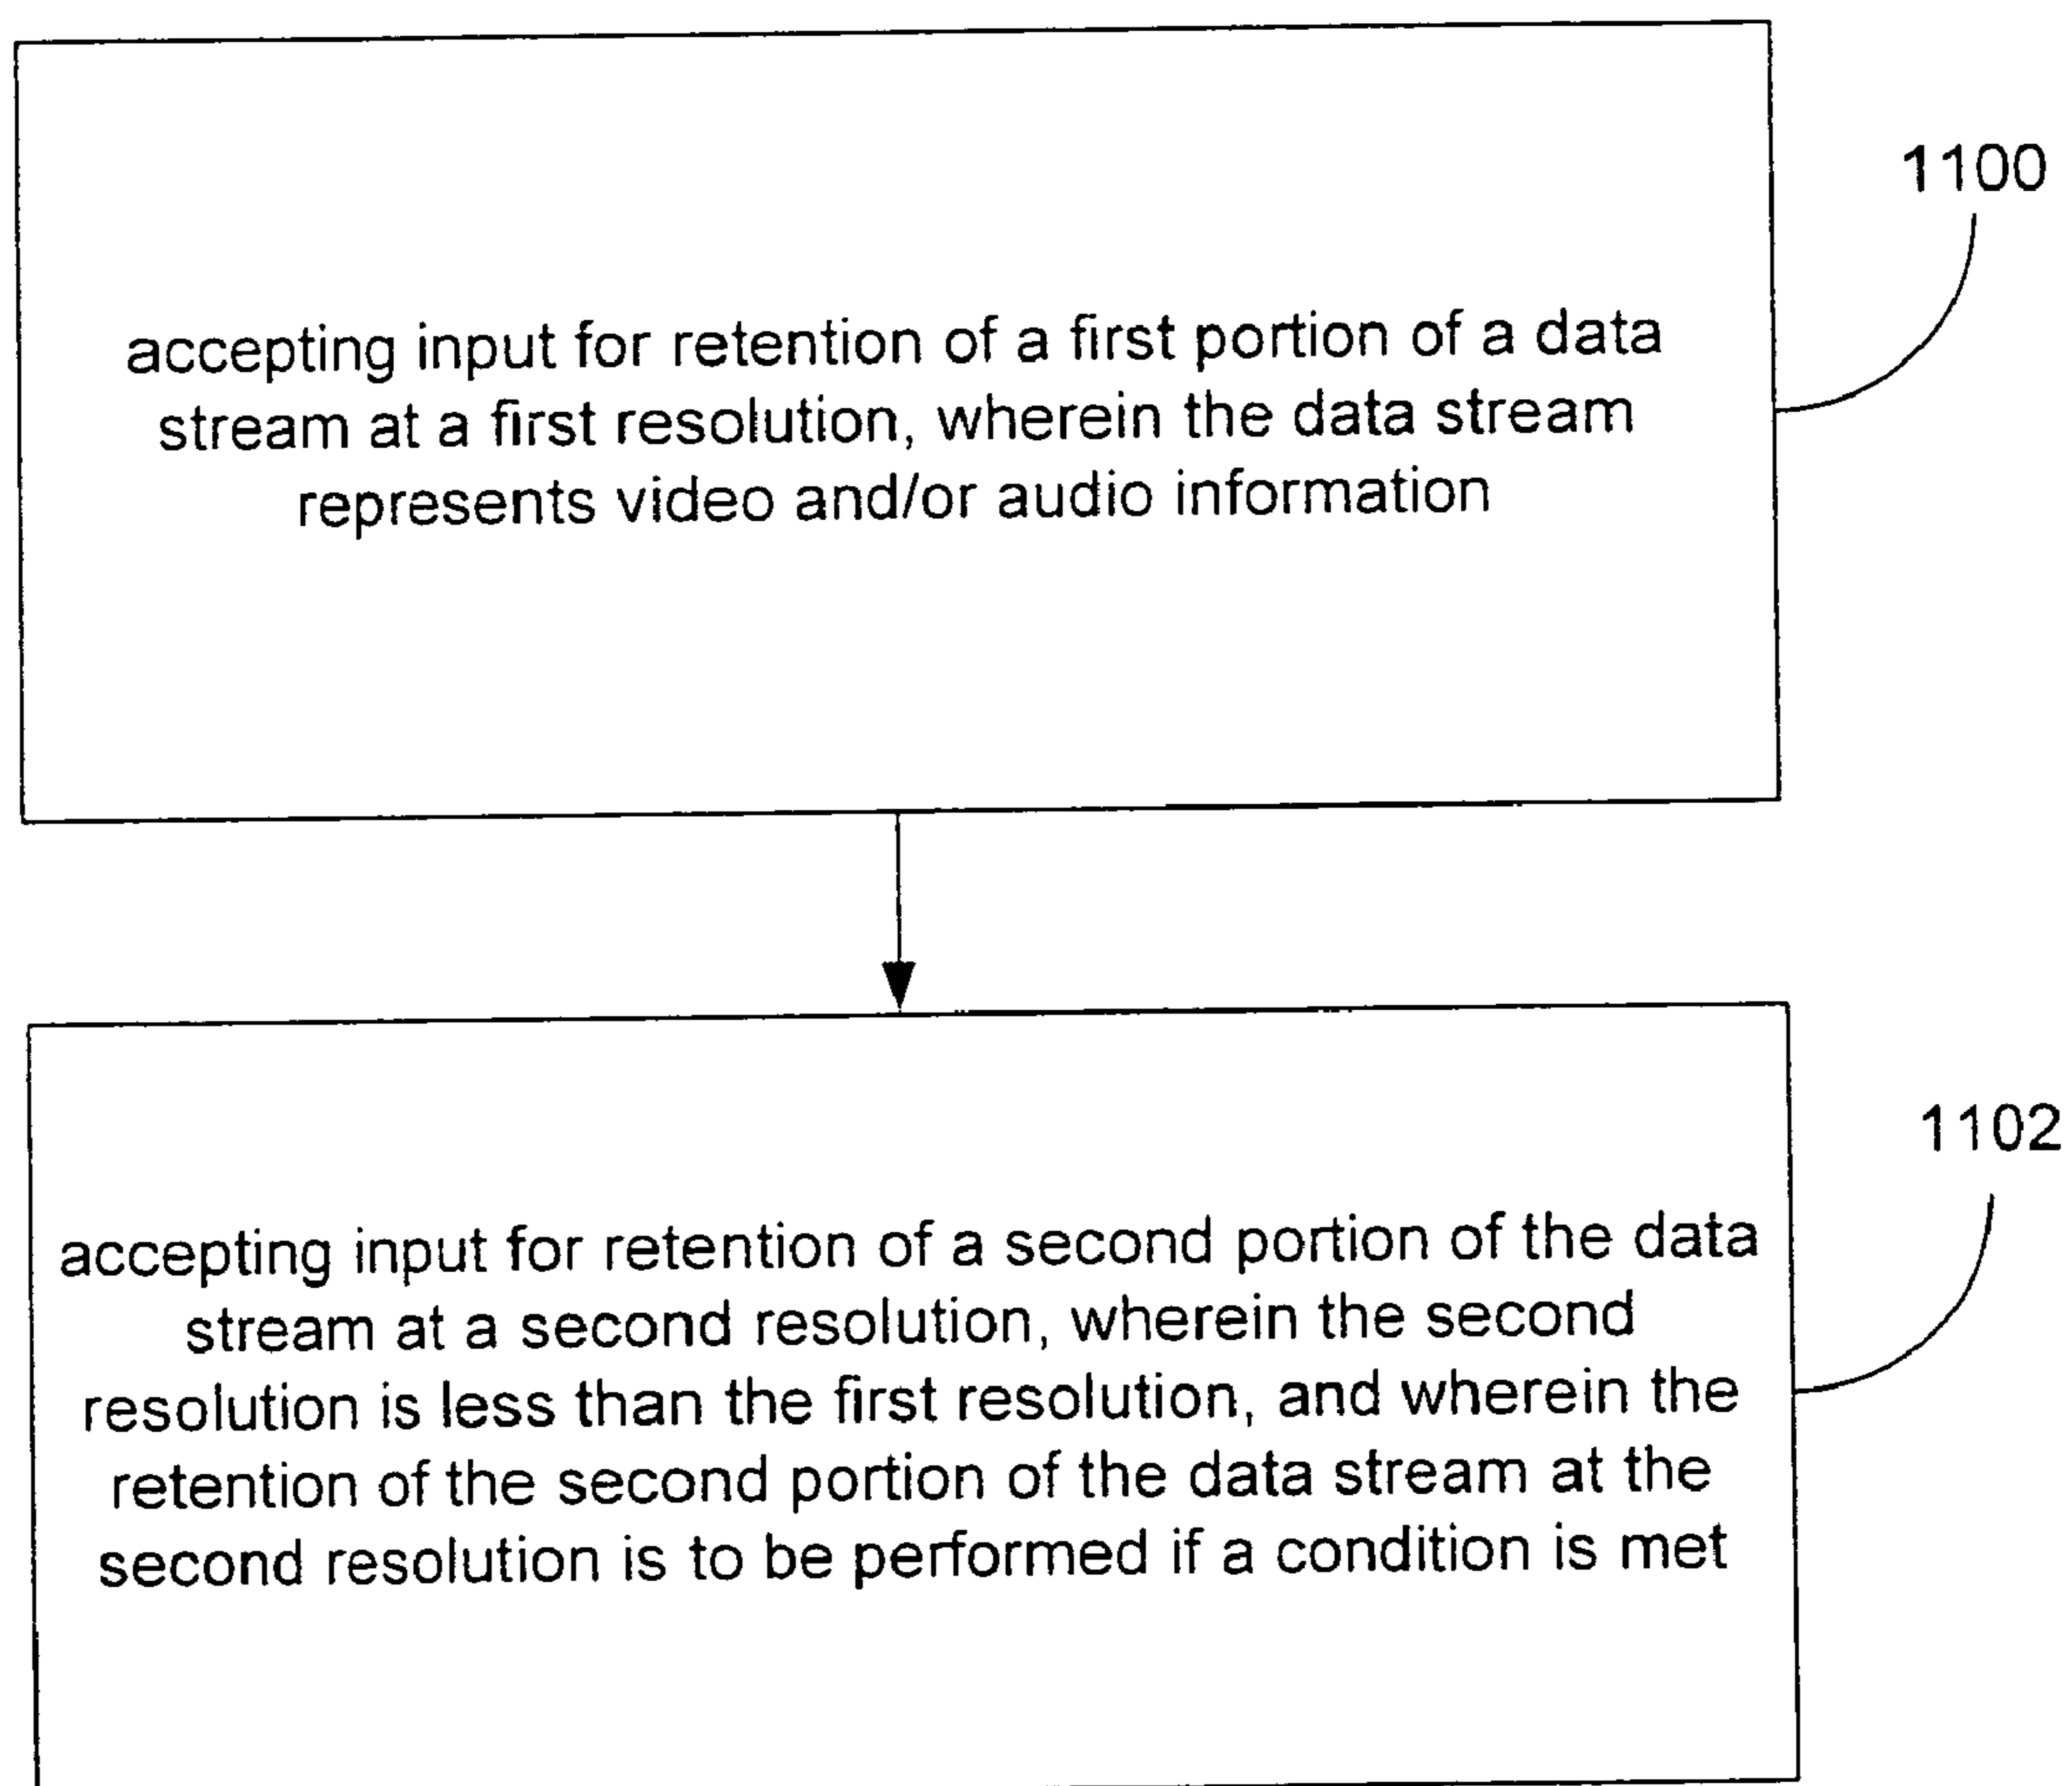 1100
accepting input for retention of a first portion of a data
stream at a first resolution, wherein the data stream
represents video and/or audio information
1102
accepting input for retention of a second portion of the data
stream at a second resolution, wherein the second
resolution is less than the first resolution, and wherein the
retention of the second portion of the data stream at the
second resolution is to be performed if a condition is met